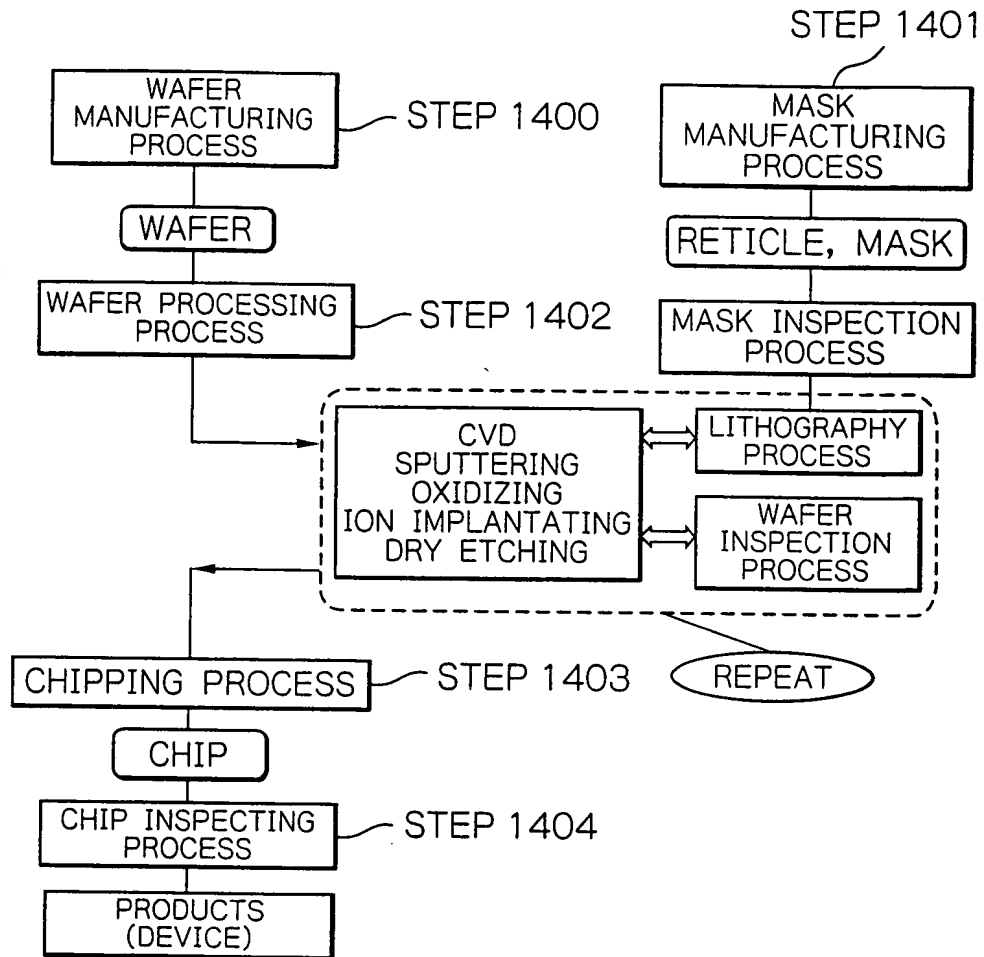 STEP 1401
WAFER
MANUFACTURING
PROCESS
STEP 1400
MASK
MANUFACTURING
PROCESS
WAFER
RETICLE, MASK
WAFER PROCESSING
PROCESS
STEP 1402
MASK INSPECTION
PROCESS
CVD
SPUTTERING
OXIDIZING
ION IMPLANTATING
DRY ETCHING
LITHOGRAPHY
PROCESS
WAFER
INSPECTION
PROCESS
REPEAT
CHIPPING PROCESS
STEP 1403
CHIP
CHIP INSPECTING
PROCESS
STEP 1404
PRODUCTS
(DEVICE)